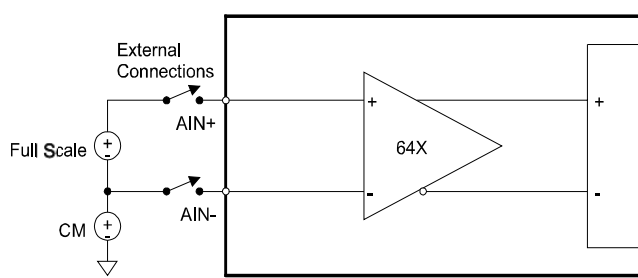 External
Connections
+
+
AIN+
Full Scale
+
-
64X
-
-
AIN-
CM
+
-